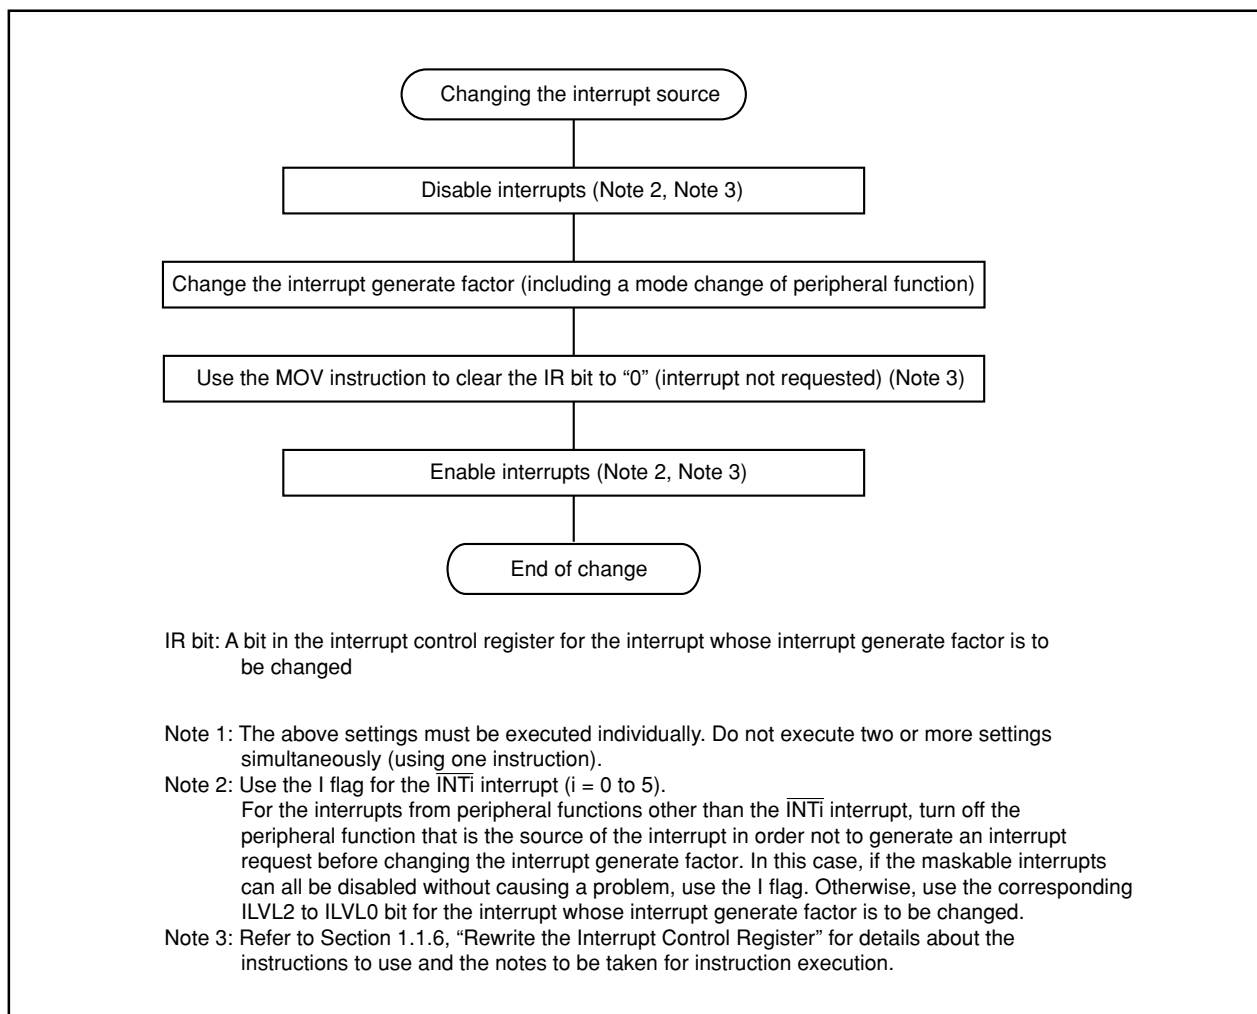 Changing the interrupt source
Disable interrupts (Note 2, Note 3)
Change the interrupt generate factor (including a mode change of peripheral function)
Use the MOV instruction to clear the IR bit to “0” (interrupt not requested) (Note 3)
Enable interrupts (Note 2, Note 3)
End of change
IR bit: A bit in the interrupt control register for the interrupt whose interrupt generate factor is to
be changed
Note 1: The above settings must be executed individually. Do not execute two or more settings
simultaneously (using one instruction).
Note 2: Use the I flag for the INTi interrupt (i = 0 to 5).
For the interrupts from peripheral functions other than the INTi interrupt, turn off the
peripheral function that is the source of the interrupt in order not to generate an interrupt
request before changing the interrupt generate factor. In this case, if the maskable interrupts
can all be disabled without causing a problem, use the I flag. Otherwise, use the corresponding
ILVL2 to ILVL0 bit for the interrupt whose interrupt generate factor is to be changed.
Note 3: Refer to Section 1.1.6, “Rewrite the Interrupt Control Register” for details about the
instructions to use and the notes to be taken for instruction execution.